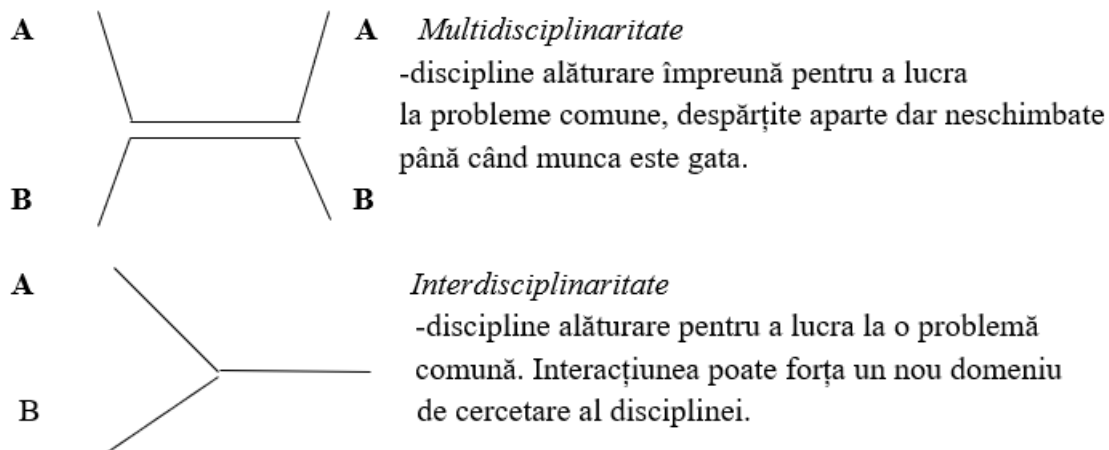 A A Multidisciplinaritate
-discipline alăturare împreună pentru a lucra
la probleme comune, despărțite aparte dar neschimbate
până când munca este gata.
B B
A Interdisciplinaritate
-discipline alăturare pentru a lucra la o problemă
comună. Interacțiunea poate forța un nou domeniu
B de cercetare al disciplinei.